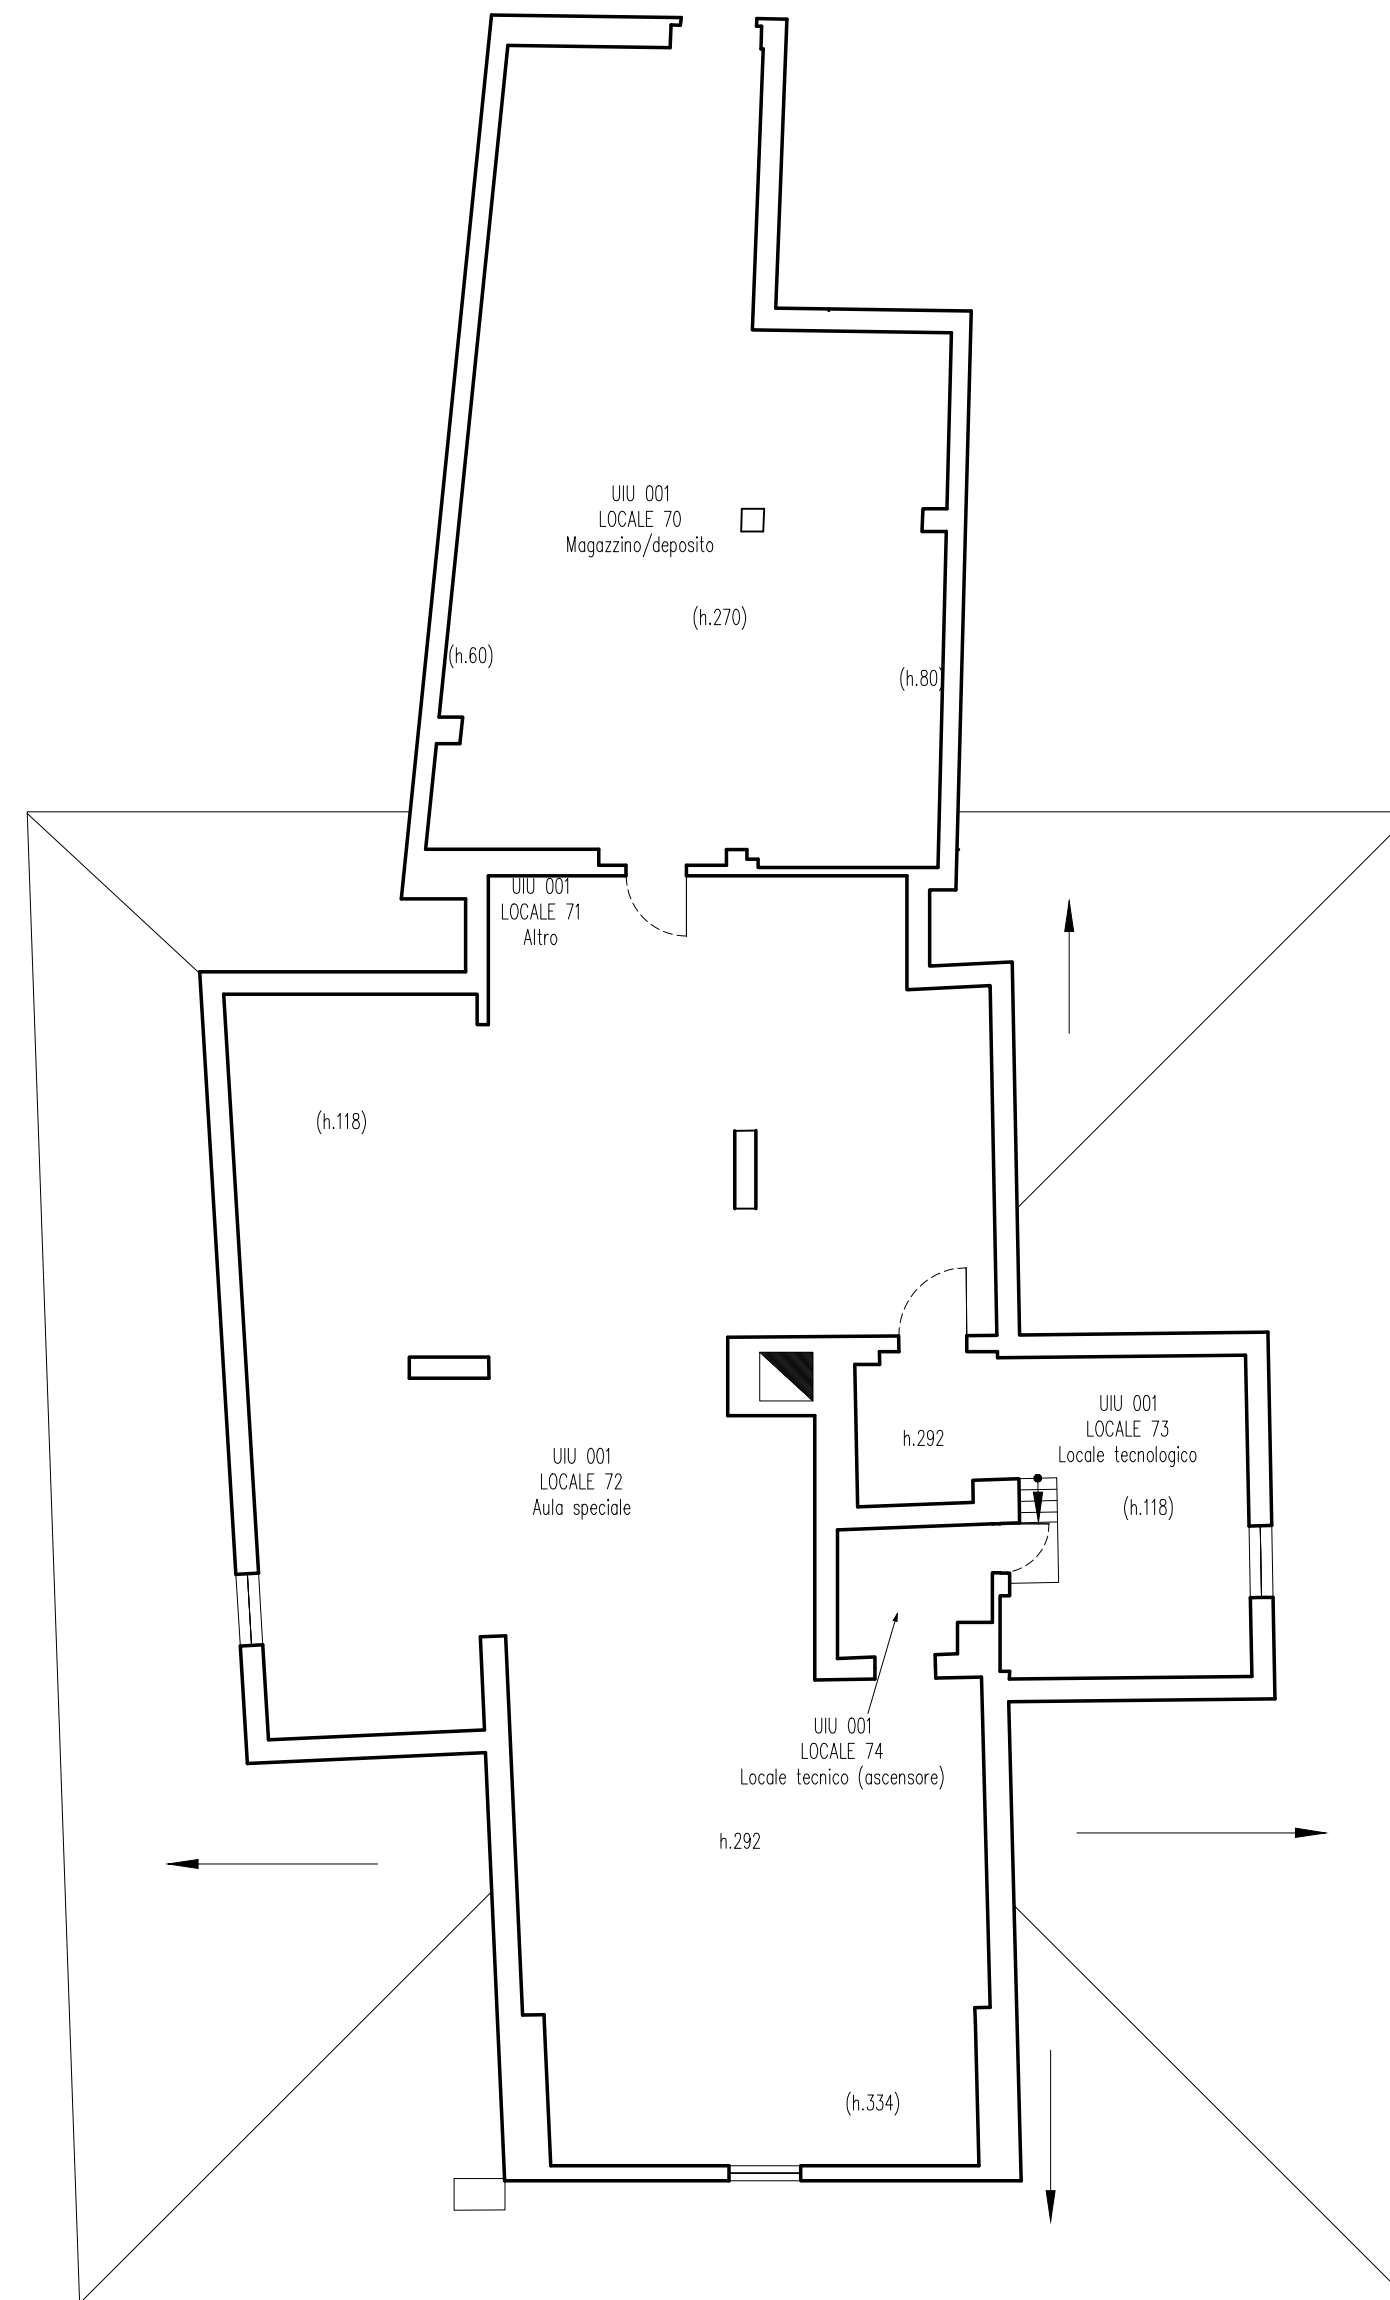 UIU 001
LOCALE 70
Magazzino/deposito
(h.270)
(h.60)
(h.80)
UIU 001
LOCALE 71
Altro
(h.118)
UIU 001
LOCALE 73
Locale tecnologico
h.292
(h.118)
UIU 001
LOCALE 72
Aula speciale
UIU 001
LOCALE 74
Locale tecnico (ascensore)
h.292
(h.334)